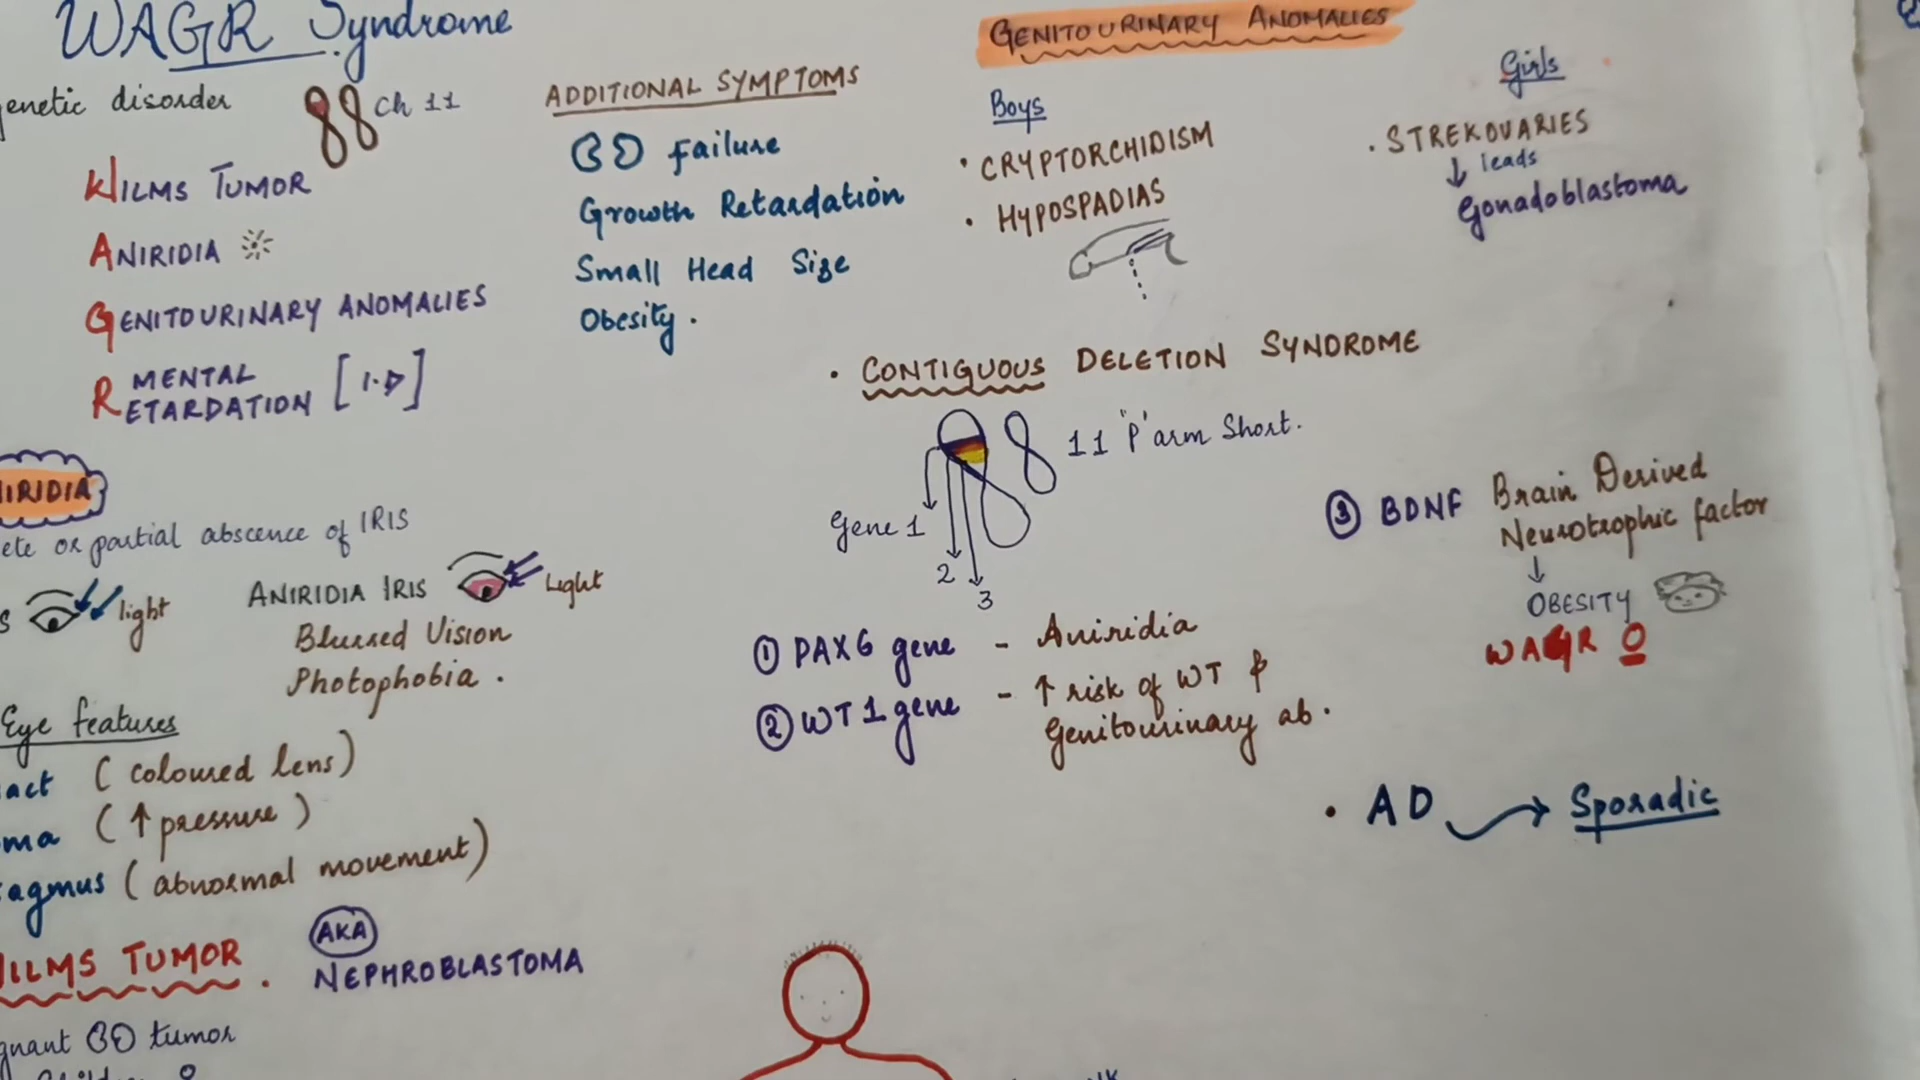 WAGR Syndrome
genetic disorder
Ch 11
WILMS TUMOR
ANIRIDIA
GENITOURINARY ANOMALIES
R MENTAL
ETARDATION [I.D]
ADDITIONAL SYMPTOMS
Failure
Growth Retardation
Small Head Size
Obesity.
GENITOURINARY ANOMALIES
Boys
• CRYPTORCHIDISM
• HYPOSPADIAS
Girls
• STREKOVARIES
↓ leads
Gonadoblastoma
• CONTIGUOUS DELETION SYNDROME
11 'P' arm Short.
Gene 1
2
3
① PAX6 gene - Aniridia
② WT1 gene - ↑ risk of WT &
Genitourinary ab.
③ BDNF Brain Derived
Neurotrophic factor
↓
OBESITY
WAGR O
• AD → Sporadic
IRIDIA
ete or partial abscence of IRIS
S
light
ANIRIDIA IRIS
Light
Blurred Vision
Photophobia.
Eye features
act (coloured lens)
ma (↑ pressure)
agmus (abnormal movement)
WILMS TUMOR.
AKA
NEPHROBLASTOMA
gnant tumor